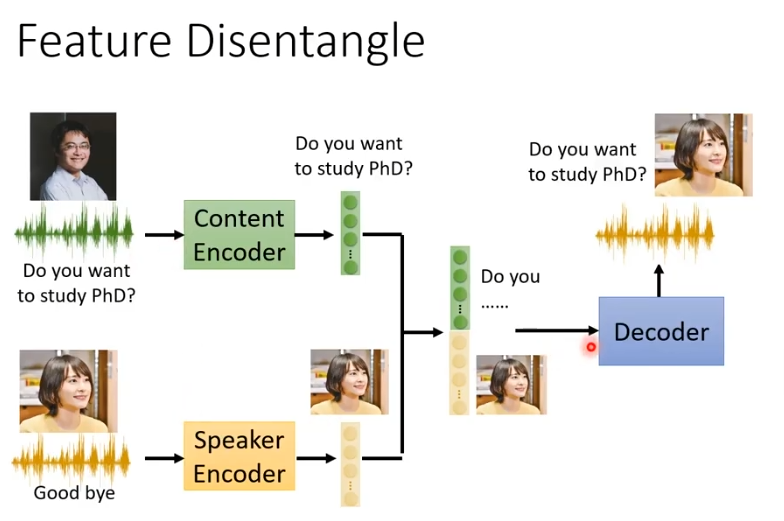 Feature Disentangle
Do you want
to study PhD?
Content
Encoder
Do you want
to study PhD?
Good bye
Speaker
Encoder
Do you
......
Decoder
Do you want
to study PhD?